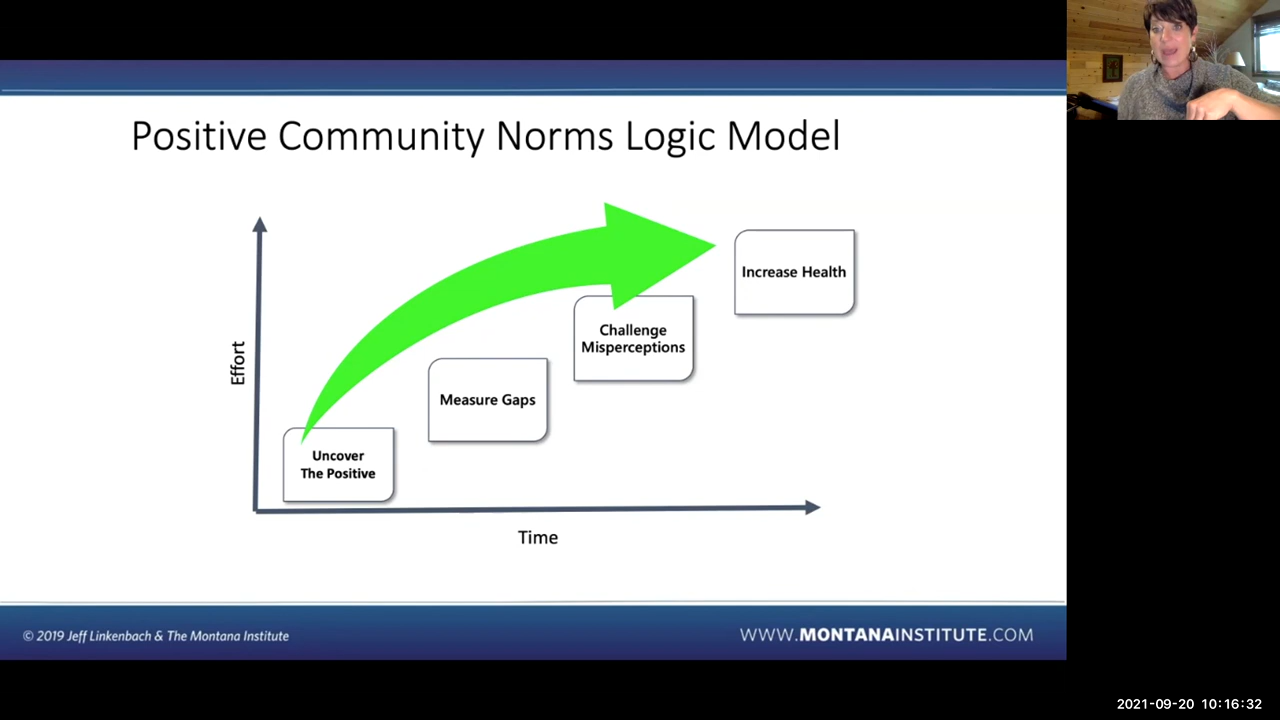 Positive Community Norms Logic Model
Increase Health
Challenge
Misperceptions
Effort
Measure Gaps
Uncover
The Positive
Time
© 2019 Jeff Linkenbach & The Montana Institute
WWW.MONTANAINSTITUTE.COM
2021-09-20 10:16:32